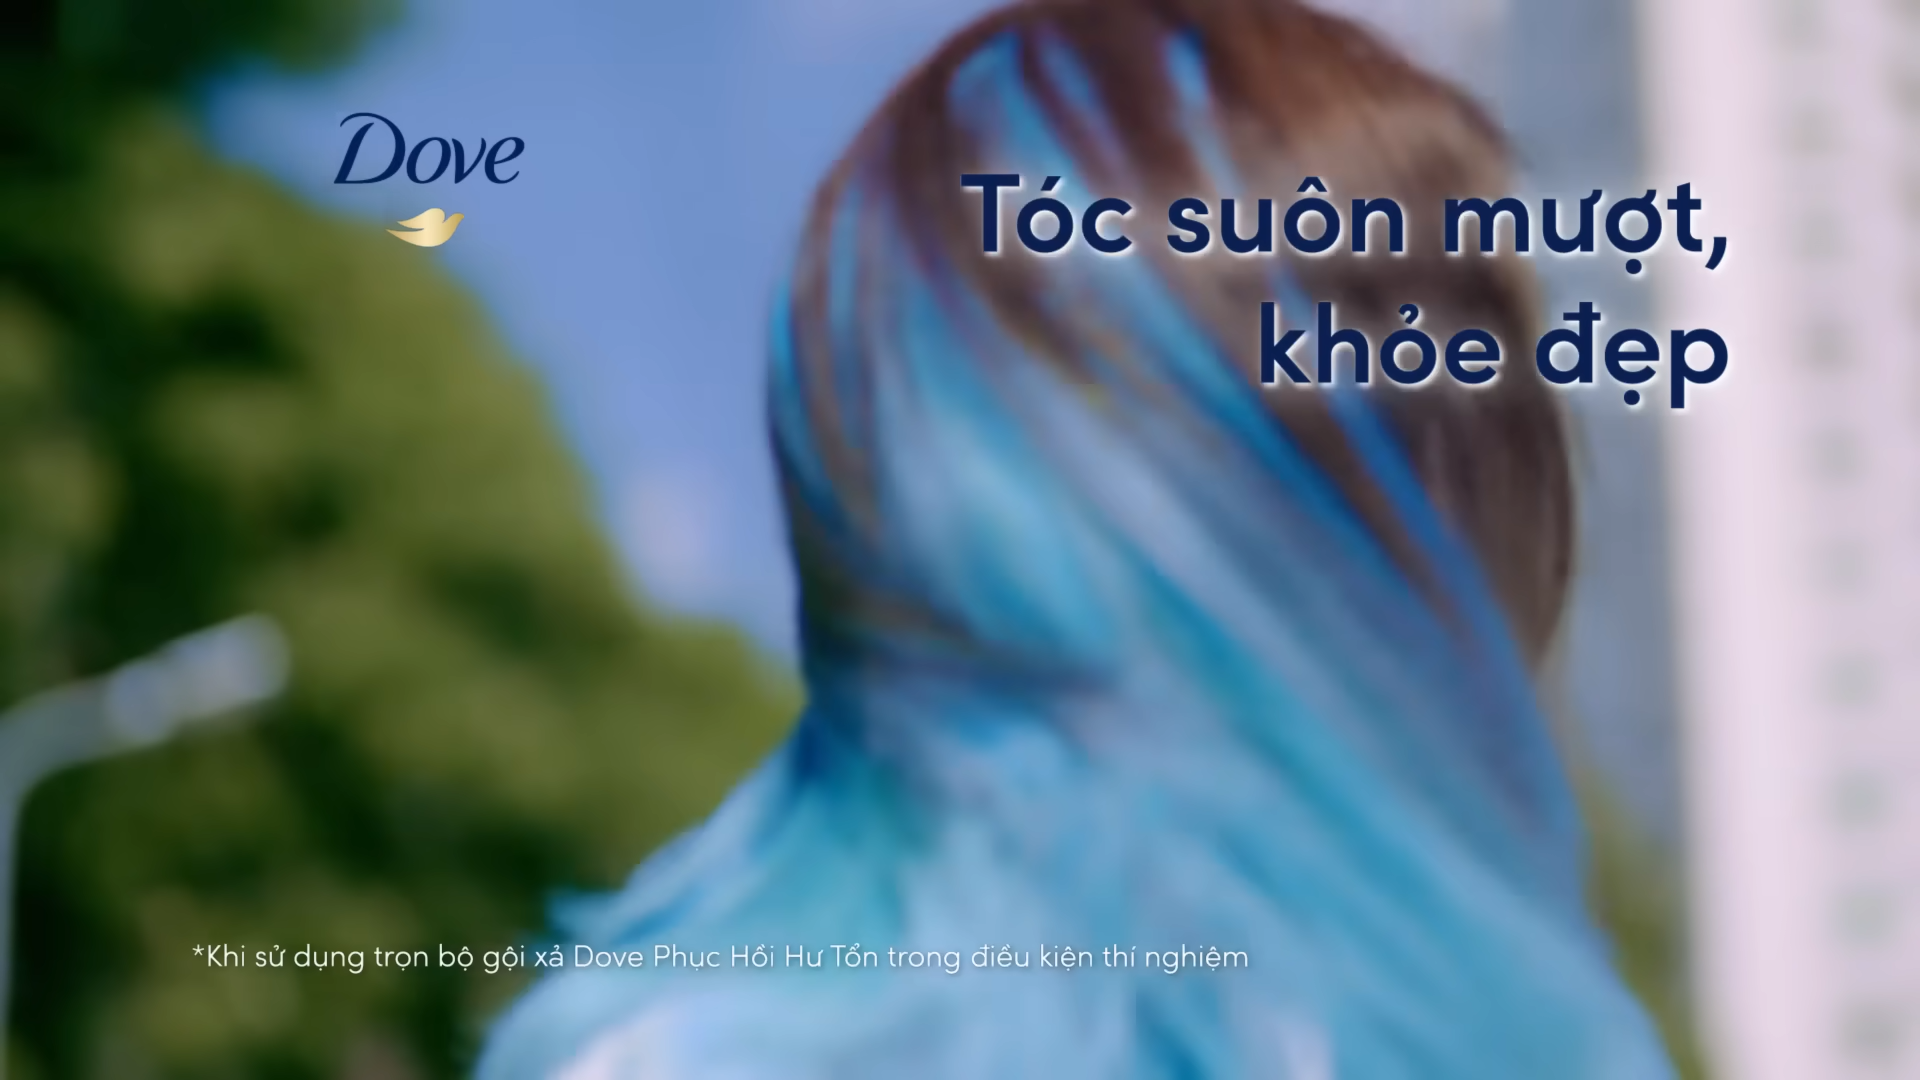 Dove
Tóc suôn mượt,
khỏe đẹp
*Khi sử dụng trọn bộ gội xả Dove Phục Hồi Hư Tổn trong điều kiện thí nghiệm